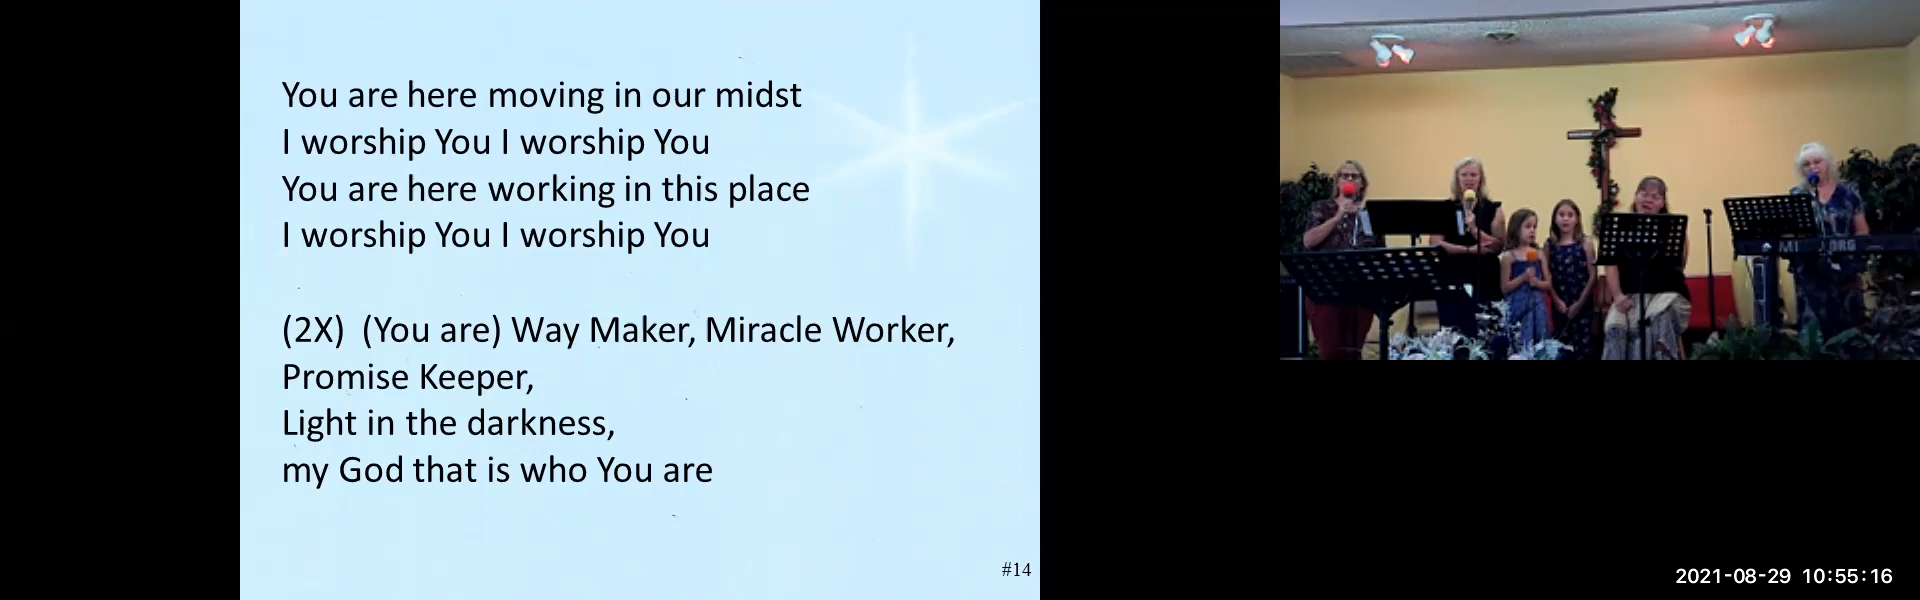 You are here moving in our midst
I worship You I worship You
You are here working in this place
I worship You I worship You
(2X) (You are) Way Maker, Miracle Worker,
Promise Keeper,
Light in the darkness,
my God that is who You are
#14
2021-08-29 10:55:16